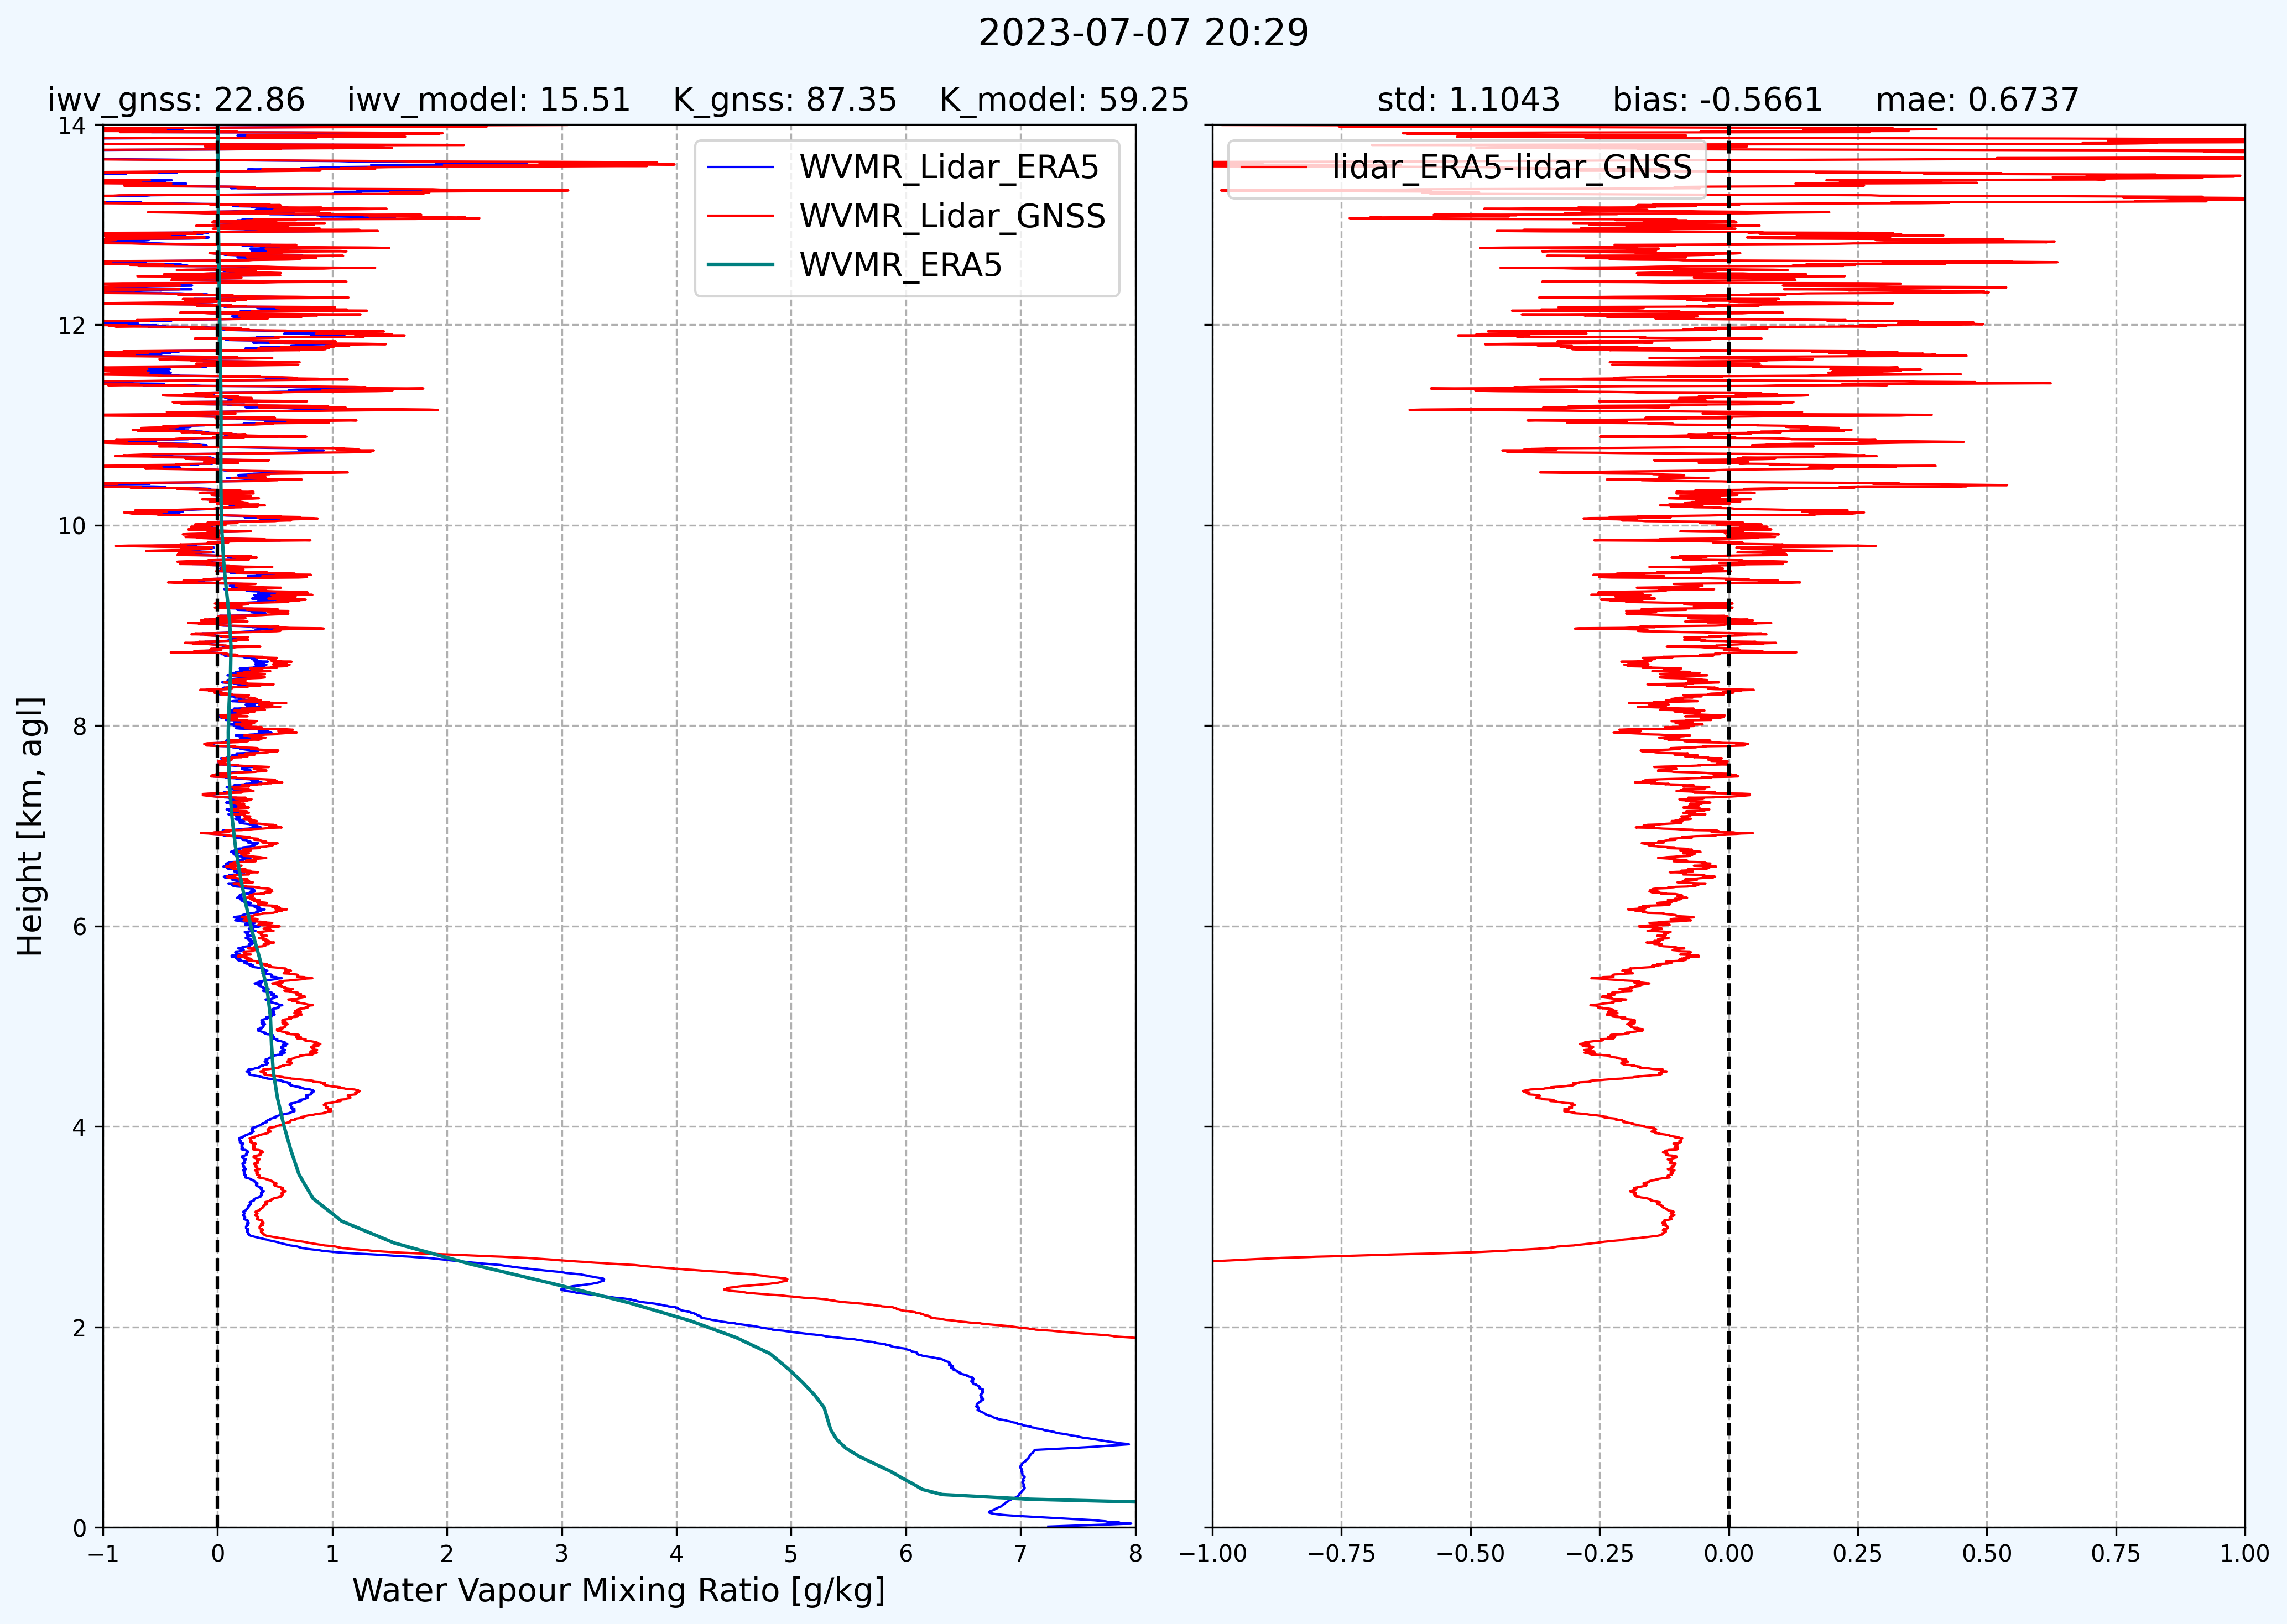 2023-07-07 20:29
iwv_gnss: 22.86 iwv_model: 15.51 K_gnss: 87.35 K_model: 59.25
std: 1.1043 bias: -0.5661 mae: 0.6737
WVMR_Lidar_ERA5
WVMR_Lidar_GNSS
WVMR_ERA5
lidar_ERA5-lidar_GNSS
Height [km, agl]
14
12
10
8
6
4
2
0
−1 0 1 2 3 4 5 6 7 8
−1.00 −0.75 −0.50 −0.25 0.00 0.25 0.50 0.75 1.00
Water Vapour Mixing Ratio [g/kg]